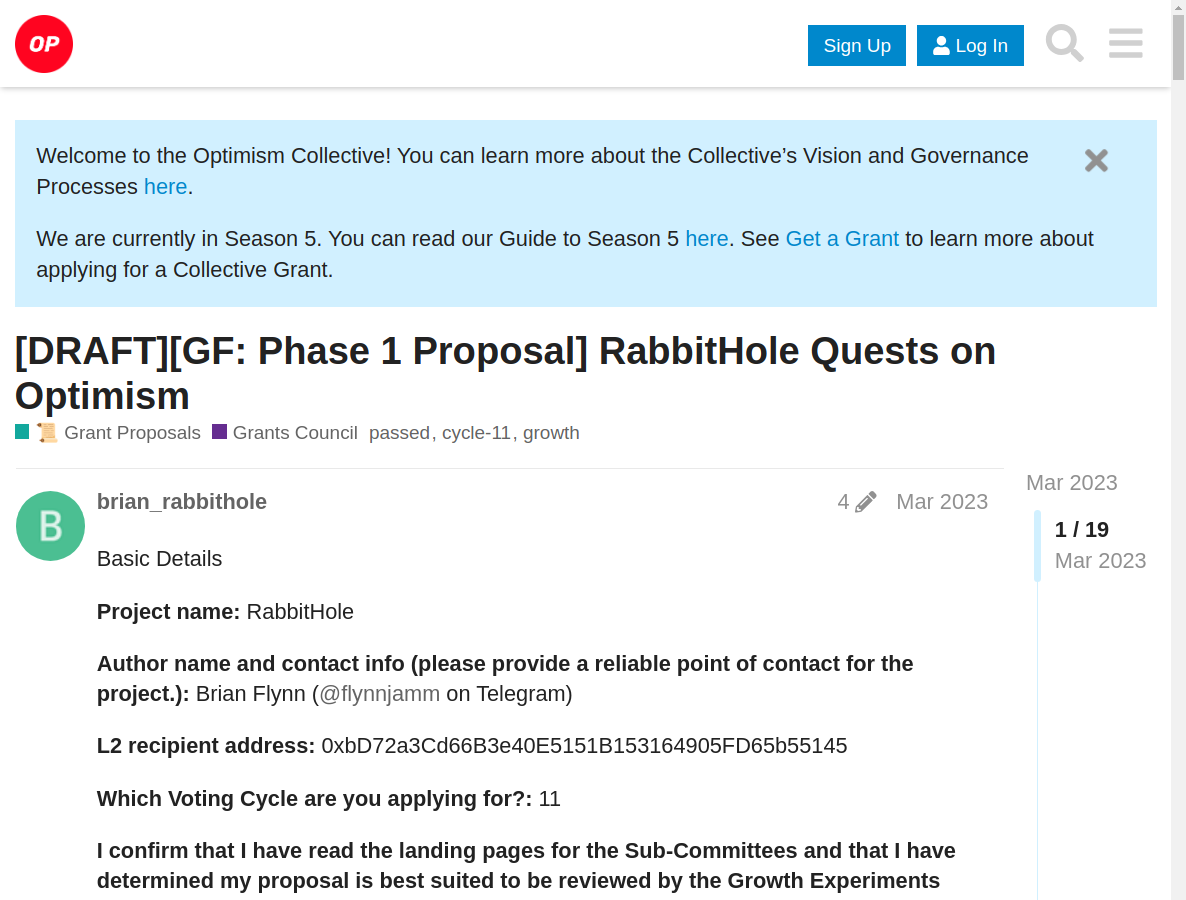 OP
Sign Up
Log In
Welcome to the Optimism Collective! You can learn more about the Collective’s Vision and Governance
Processes here.
We are currently in Season 5. You can read our Guide to Season 5 here. See Get a Grant to learn more about
applying for a Collective Grant.
[DRAFT][GF: Phase 1 Proposal] RabbitHole Quests on
Optimism
📜 Grant Proposals Grants Council passed, cycle-11, growth
Mar 2023
B
brian_rabbithole
4
Mar 2023
1 / 19
Mar 2023
Basic Details
Project name: RabbitHole
Author name and contact info (please provide a reliable point of contact for the
project.): Brian Flynn (@flynnjamm on Telegram)
L2 recipient address: 0xbD72a3Cd66B3e40E5151B153164905FD65b55145
Which Voting Cycle are you applying for?: 11
I confirm that I have read the landing pages for the Sub-Committees and that I have
determined my proposal is best suited to be reviewed by the Growth Experiments